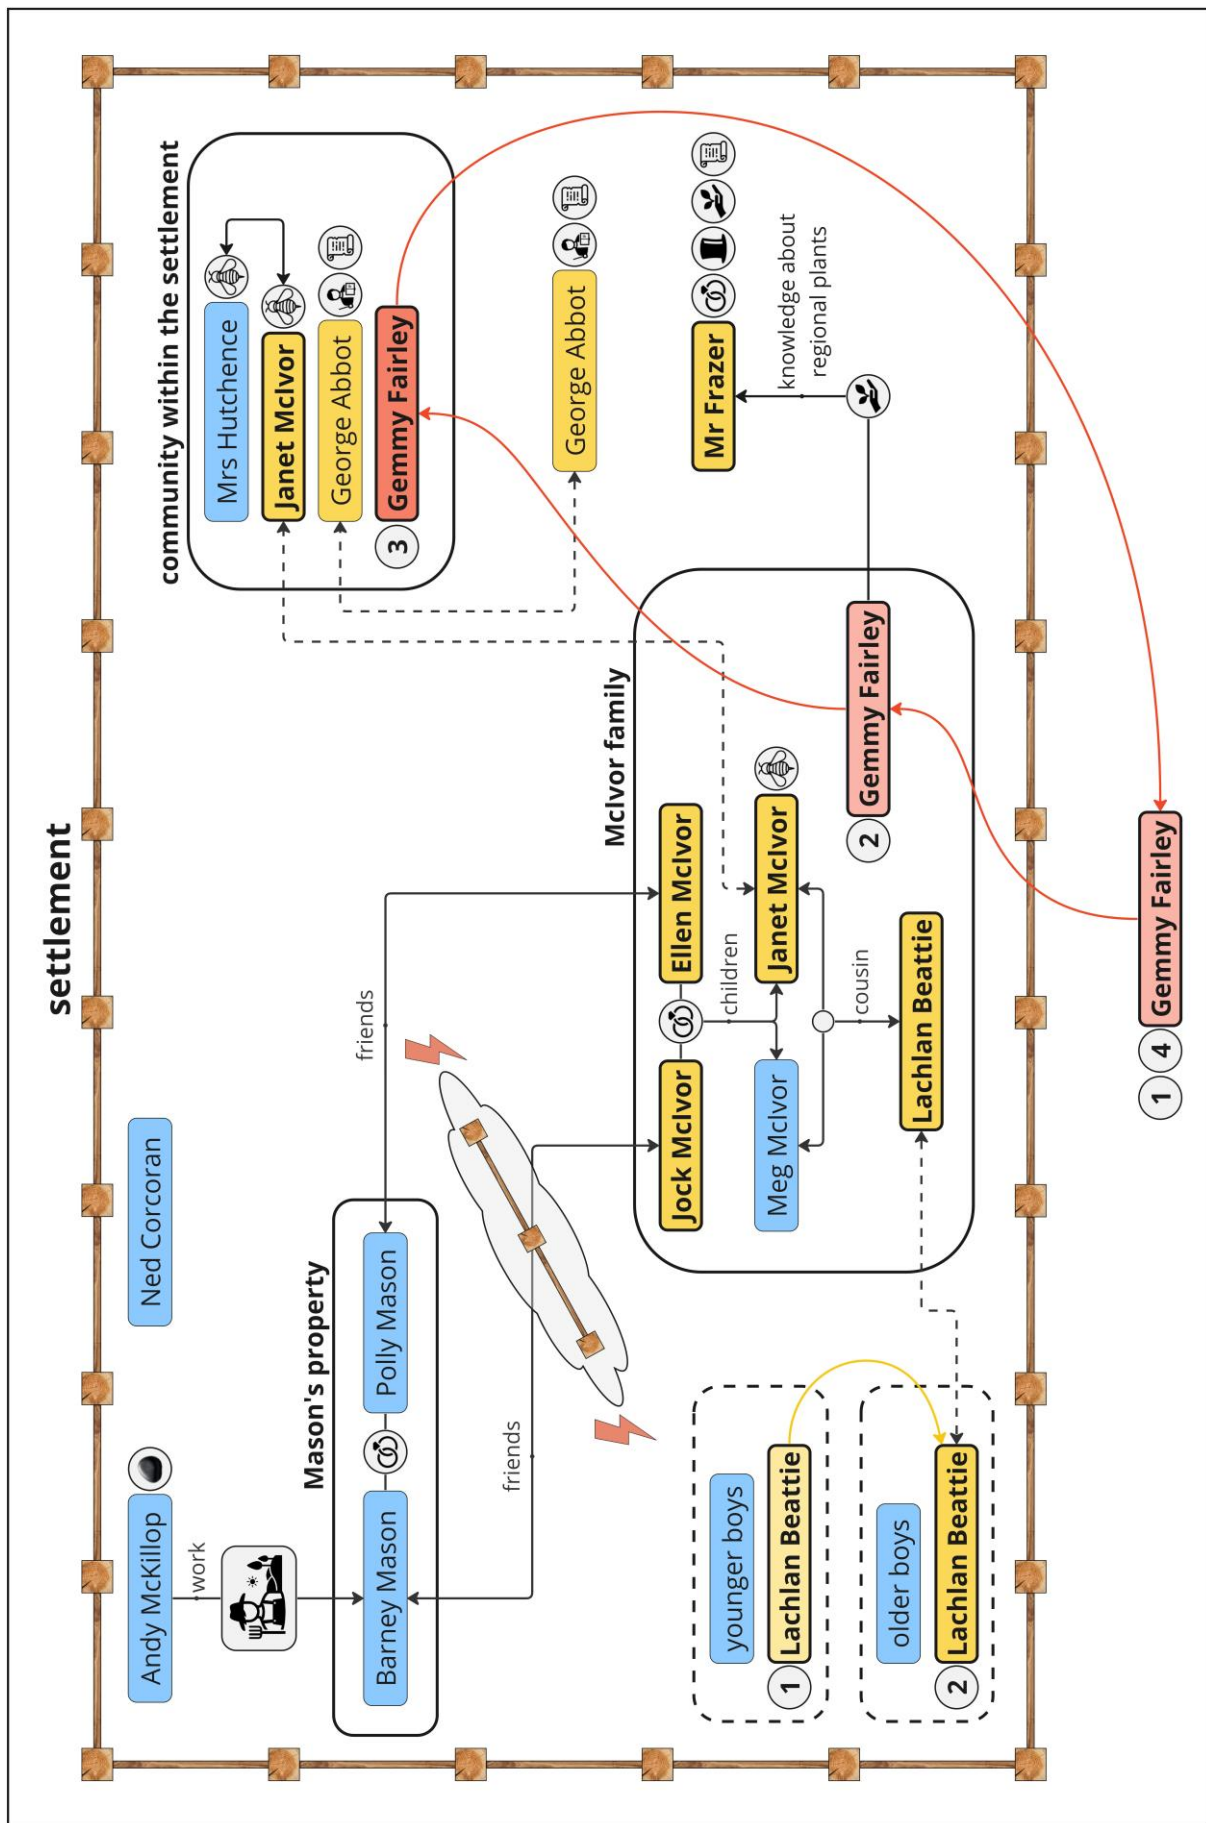 settlement
Andy McKillop
Ned Corcoran
work
Mason's property
Barney Mason
Polly Mason
friends
friends
community within the settlement
Mrs Hutchence
Janet McIvor
George Abbot
3
Gemmy Fairley
George Abbot
McIvor family
Jock McIvor
Ellen McIvor
children
Meg McIvor
Janet McIvor
cousin
Lachlan Beattie
2
Gemmy Fairley
Mr Frazer
knowledge about
regional plants
younger boys
1
Lachlan Beattie
older boys
2
Lachlan Beattie
1
4
Gemmy Fairley